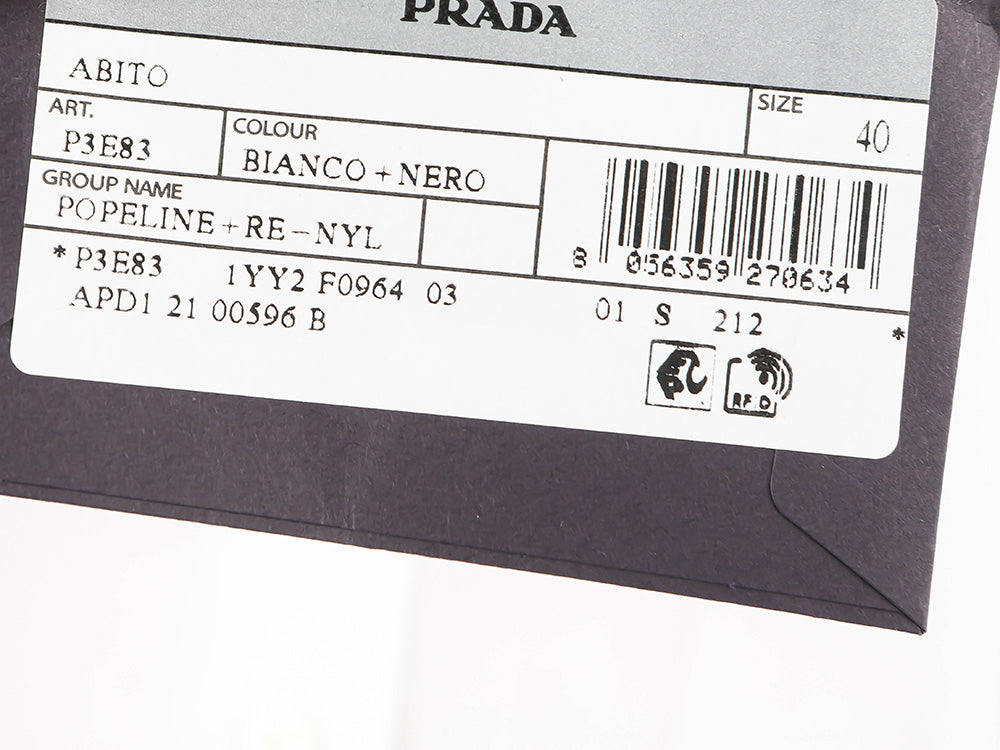 PRADA
ABITO
SIZE
40
ART.
P3E83
COLOUR
BIANCO+NERO
GROUP NAME
POPELINE+RE-NYL
8 056359 270634
*P3E83 1YY2 F0964 03 01 S 212 *
APD1 21 00596 B
RFID